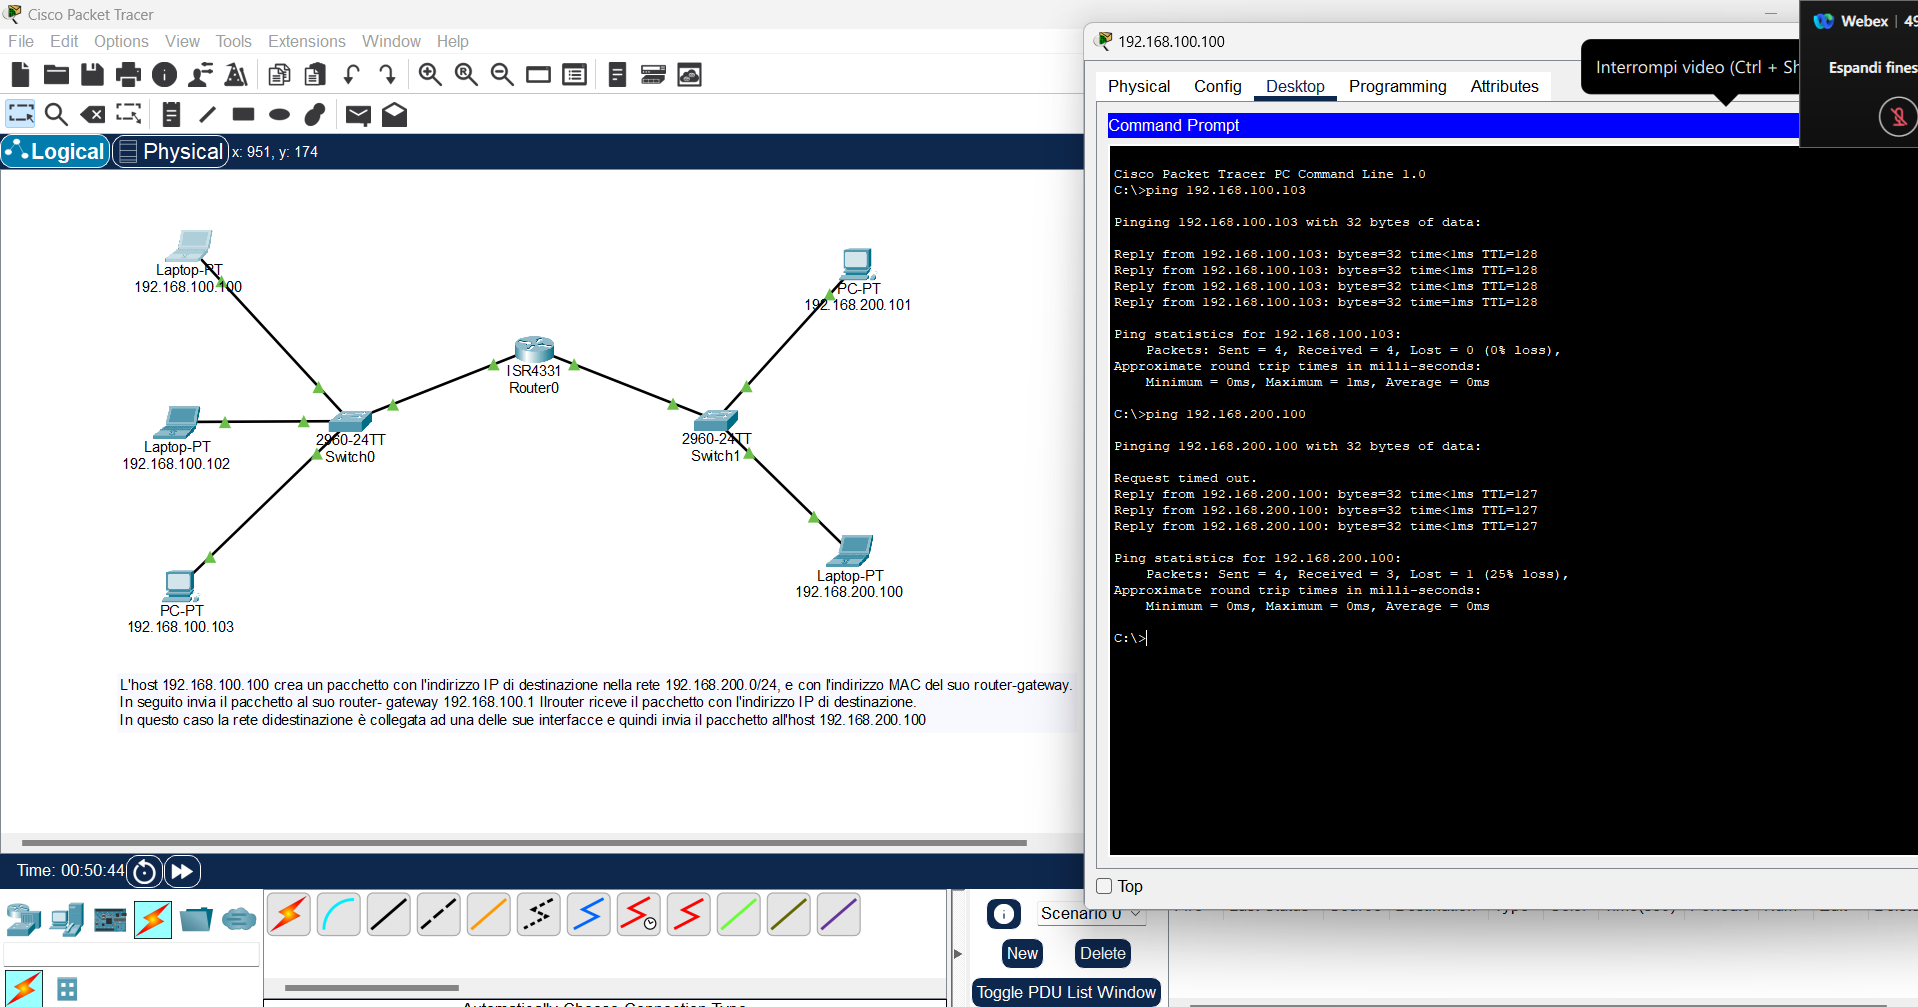 Cisco Packet Tracer
File Edit Options View Tools Extensions Window Help
Logical Physical x: 951, y: 174
Laptop-PT
192.168.100.100
PC-PT
192.168.200.101
ISR4331
Router0
Laptop-PT
192.168.100.102
2960-24TT
Switch0
2960-24TT
Switch1
Laptop-PT
192.168.200.100
PC-PT
192.168.100.103
L'host 192.168.100.100 crea un pacchetto con l'indirizzo IP di destinazione nella rete 192.168.200.0/24, e con l'indirizzo MAC del suo router-gateway.
In seguito invia il pacchetto al suo router- gateway 192.168.100.1 Ilrouter riceve il pacchetto con l'indirizzo IP di destinazione.
In questo caso la rete didestinazione è collegata ad una delle sue interfacce e quindi invia il pacchetto all'host 192.168.200.100
Time: 00:50:44
Scenario 0
New Delete
Toggle PDU List Window
192.168.100.100
Physical Config Desktop Programming Attributes
Command Prompt
Cisco Packet Tracer PC Command Line 1.0
C:\>ping 192.168.100.103
Pinging 192.168.100.103 with 32 bytes of data:
Reply from 192.168.100.103: bytes=32 time<1ms TTL=128
Reply from 192.168.100.103: bytes=32 time<1ms TTL=128
Reply from 192.168.100.103: bytes=32 time<1ms TTL=128
Reply from 192.168.100.103: bytes=32 time=1ms TTL=128
Ping statistics for 192.168.100.103:
Packets: Sent = 4, Received = 4, Lost = 0 (0% loss),
Approximate round trip times in milli-seconds:
Minimum = 0ms, Maximum = 1ms, Average = 0ms
C:\>ping 192.168.200.100
Pinging 192.168.200.100 with 32 bytes of data:
Request timed out.
Reply from 192.168.200.100: bytes=32 time<1ms TTL=127
Reply from 192.168.200.100: bytes=32 time<1ms TTL=127
Reply from 192.168.200.100: bytes=32 time<1ms TTL=127
Ping statistics for 192.168.200.100:
Packets: Sent = 4, Received = 3, Lost = 1 (25% loss),
Approximate round trip times in milli-seconds:
Minimum = 0ms, Maximum = 0ms, Average = 0ms
C:\>
Top
Interrompi video (Ctrl + Sh
Webex | 49
Espandi fines